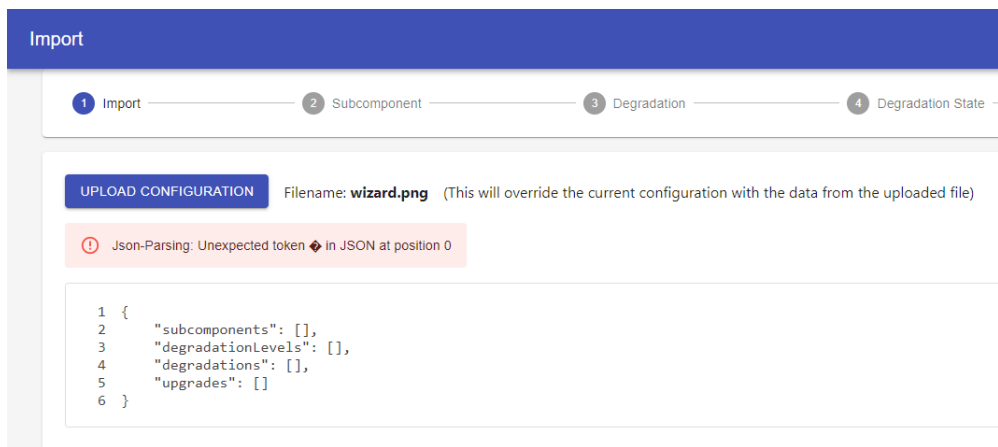 Import
1 Import 2 Subcomponent 3 Degradation 4 Degradation State
UPLOAD CONFIGURATION Filename: wizard.png (This will override the current configuration with the data from the uploaded file)
Json-Parsing: Unexpected token � in JSON at position 0
1 {
2     "subcomponents": [],
3     "degradationLevels": [],
4     "degradations": [],
5     "upgrades": []
6 }